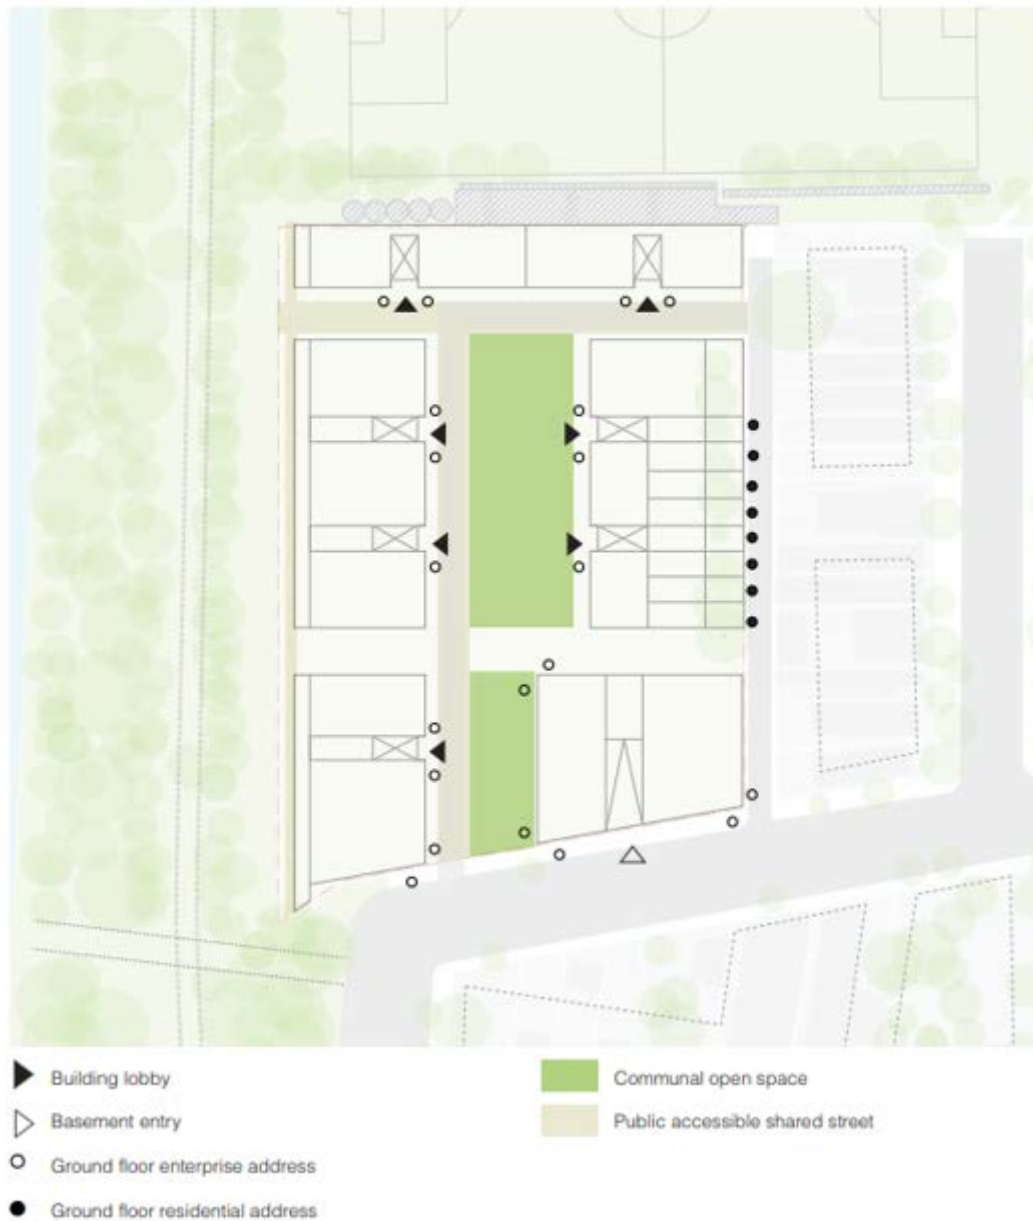 Building lobby
Basement entry
Ground floor enterprise address
Ground floor residential address
Communal open space
Public accessible shared street